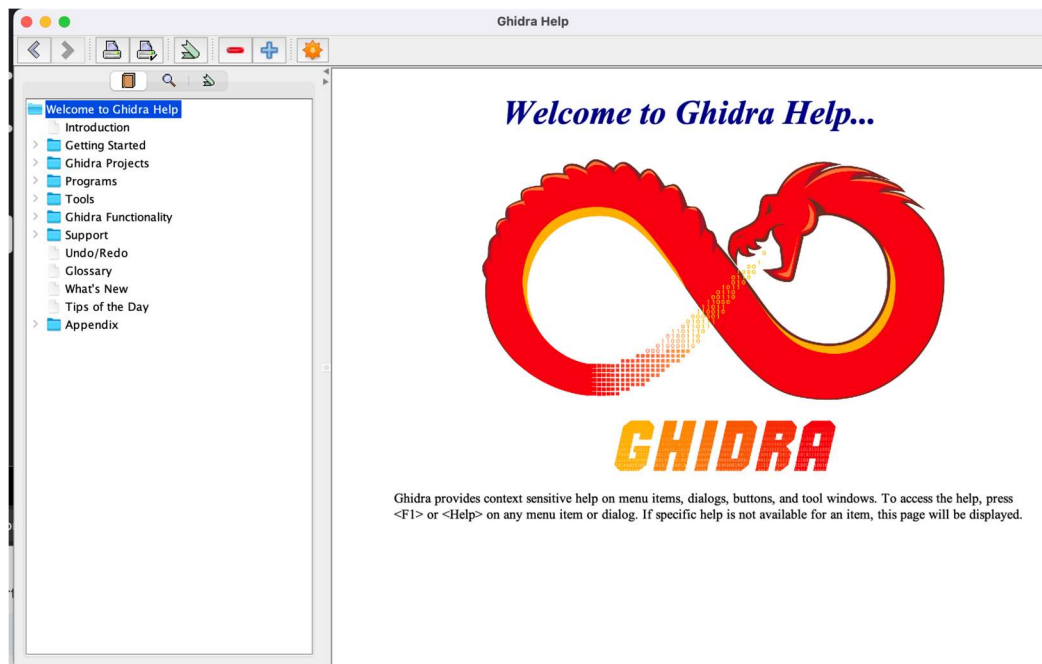 Ghidra Help
Welcome to Ghidra Help
Introduction
Getting Started
Ghidra Projects
Programs
Tools
Ghidra Functionality
Support
Undo/Redo
Glossary
What's New
Tips of the Day
Appendix
Welcome to Ghidra Help...
GHIDRA
Ghidra provides context sensitive help on menu items, dialogs, buttons, and tool windows. To access the help, press
<F1> or <Help> on any menu item or dialog. If specific help is not available for an item, this page will be displayed.